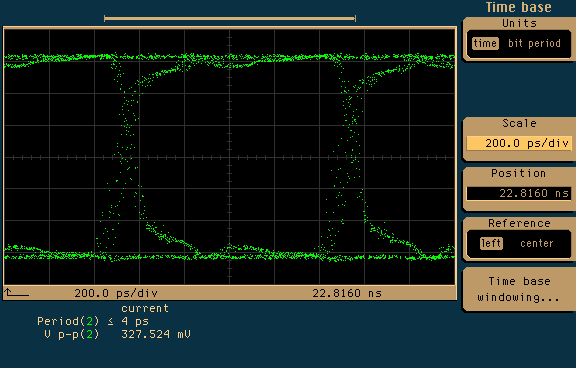 Time base
Units
time bit period
Scale
200.0 ps/div
Position
22.8160 ns
Reference
left center
Time base
windowing...
200.0 ps/div 22.8160 ns
current
Period(2) ≤ 4 ps
V p-p(2) 327.524 mV